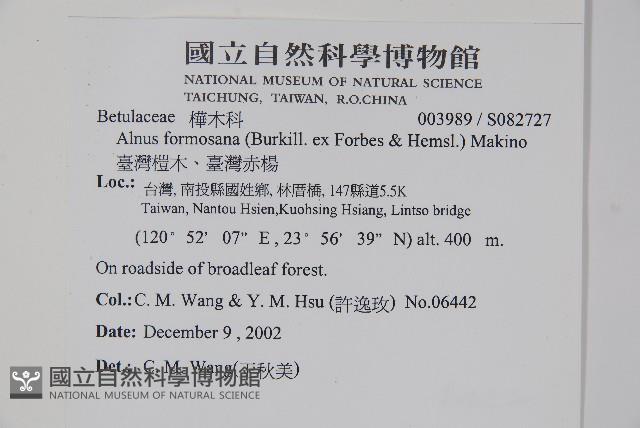 國立自然科學博物館
NATIONAL MUSEUM OF NATURAL SCIENCE
TAICHUNG, TAIWAN, R.O.CHINA
Betulaceae 樺木科 003989 / S082727
Alnus formosana (Burkill. ex Forbes & Hemsl.) Makino
臺灣榿木、臺灣赤楊
Loc.: 台灣, 南投縣國姓鄉, 林厝橋, 147縣道5.5K
Taiwan, Nantou Hsien,Kuohsing Hsiang, Lintso bridge
(120° 52’ 07” E , 23° 56’ 39” N) alt. 400 m.
On roadside of broadleaf forest.
Col.: C. M. Wang & Y. M. Hsu (許逸玫) No.06442
Date: December 9 , 2002
Det.: C. M. Wang(王秋美)
國立自然科學博物館
NATIONAL MUSEUM OF NATURAL SCIENCE